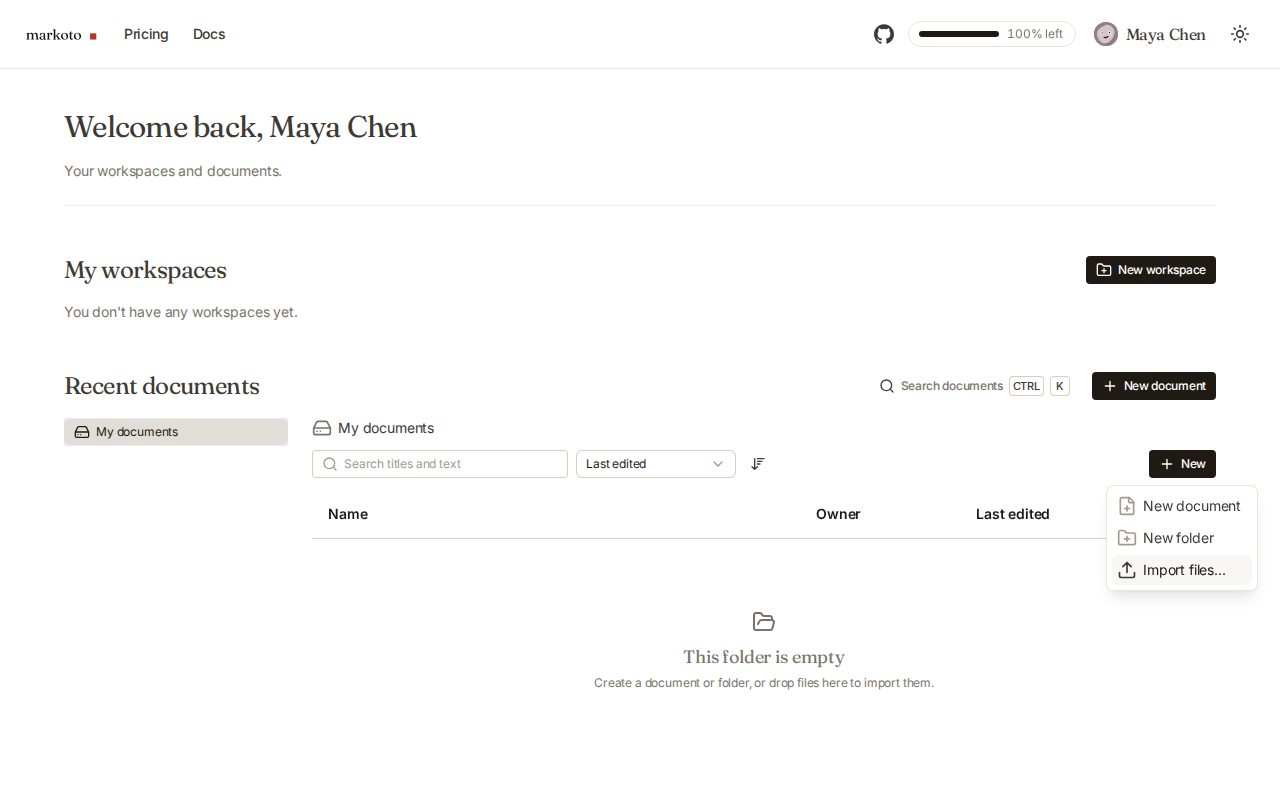 markoto
Pricing
Docs
100% left
Maya Chen
Welcome back, Maya Chen
Your workspaces and documents.
My workspaces
New workspace
You don't have any workspaces yet.
Recent documents
Search documents CTRL K
New document
My documents
My documents
Search titles and text
Last edited
New
Name
Owner
Last edited
New document
New folder
Import files...
This folder is empty
Create a document or folder, or drop files here to import them.